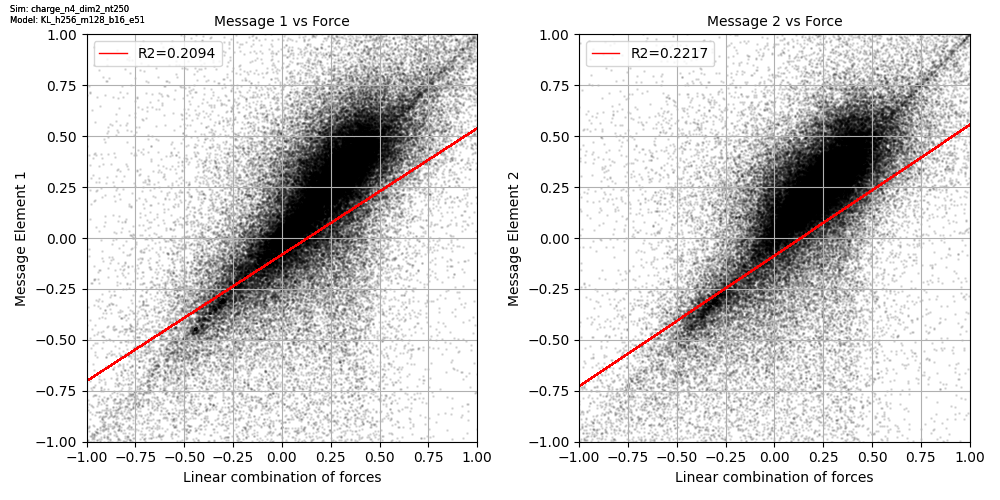 Sim: charge_n4_dim2_nt250
Model: KL_h256_m128_b16_e51
Message 1 vs Force
Message 2 vs Force
R2=0.2094
R2=0.2217
Message Element 1
Message Element 2
1.00
0.75
0.50
0.25
0.00
−0.25
−0.50
−0.75
−1.00
1.00
0.75
0.50
0.25
0.00
−0.25
−0.50
−0.75
−1.00
−1.00 −0.75 −0.50 −0.25 0.00 0.25 0.50 0.75 1.00
−1.00 −0.75 −0.50 −0.25 0.00 0.25 0.50 0.75 1.00
Linear combination of forces
Linear combination of forces